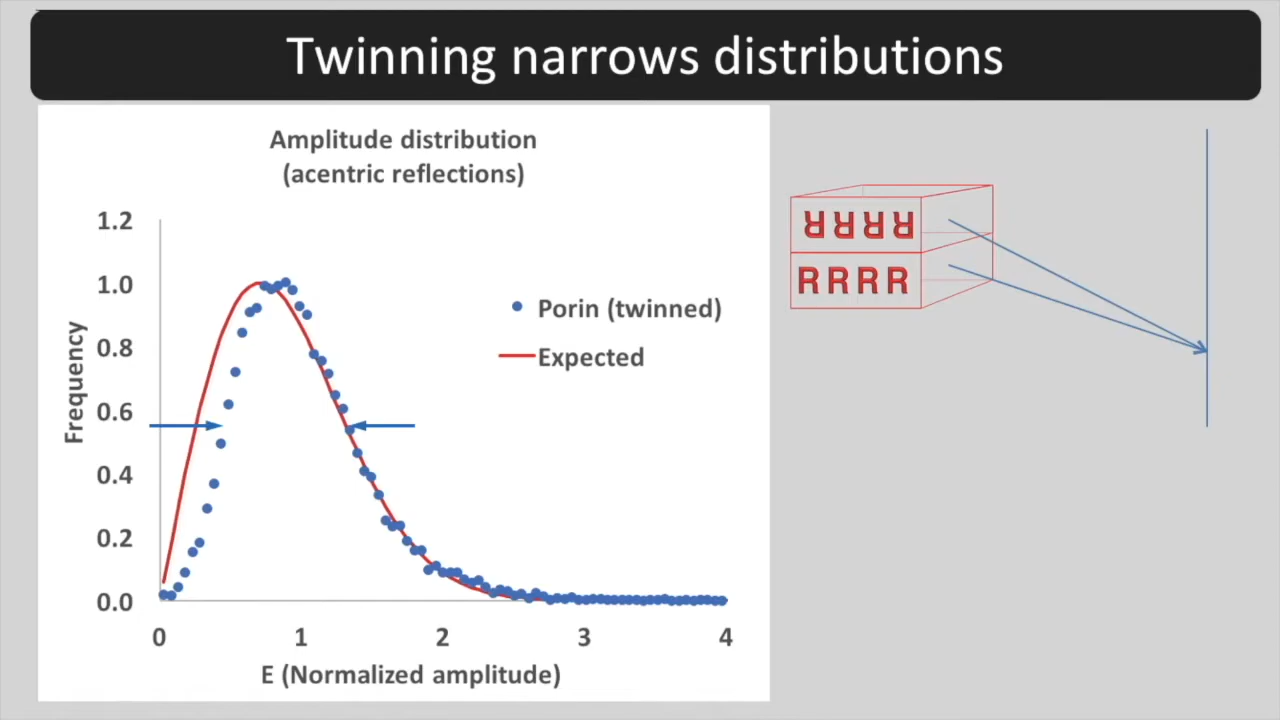 Twinning narrows distributions
Amplitude distribution
(acentric reflections)
1.2
1.0
0.8
0.6
0.4
0.2
0.0
Frequency
0 1 2 3 4
E (Normalized amplitude)
Porin (twinned)
Expected
RRRR
RRRR